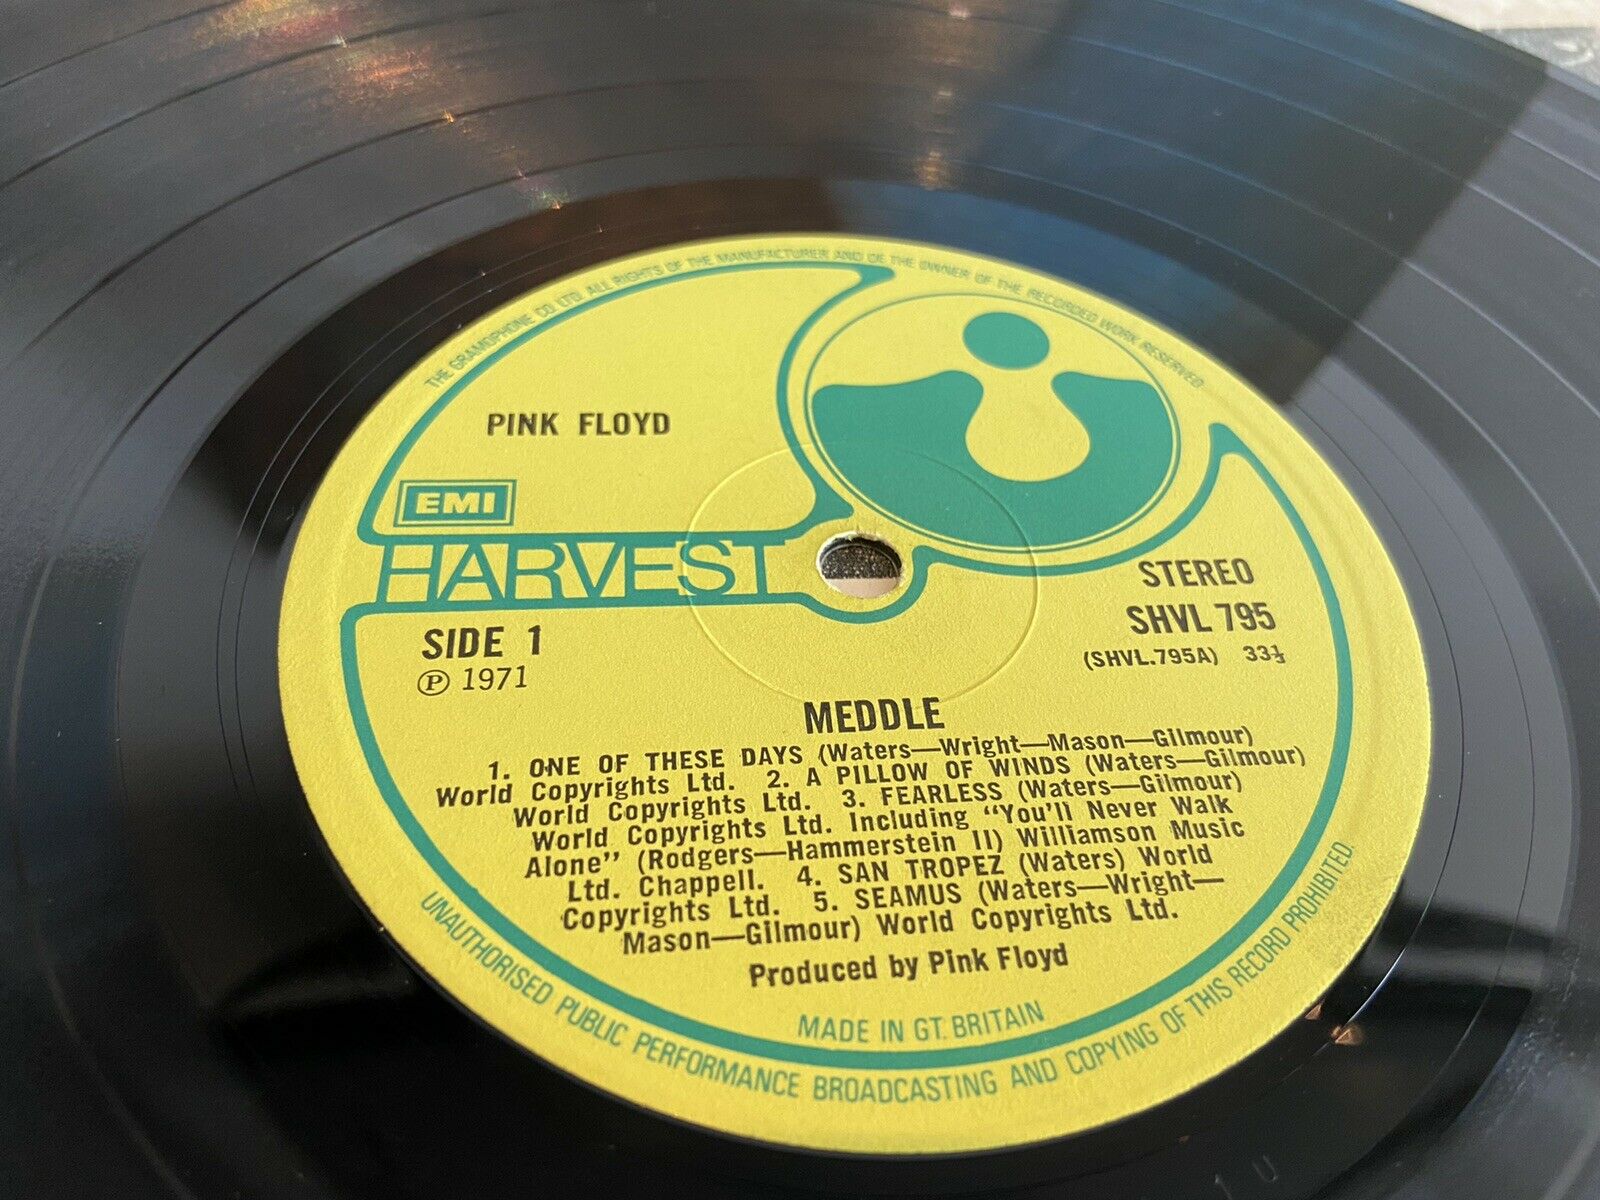 THE GRAMOPHONE CO. LTD. ALL RIGHTS OF THE MANUFACTURER AND OF THE OWNER OF THE RECORDED WORK RESERVED
PINK FLOYD
EMI
HARVEST
SIDE 1
℗ 1971
STEREO
SHVL 795
(SHVL.795A) 33⅓
MEDDLE
1. ONE OF THESE DAYS (Waters—Wright—Mason—Gilmour)
World Copyrights Ltd. 2. A PILLOW OF WINDS (Waters—Gilmour)
World Copyrights Ltd. 3. FEARLESS (Waters—Gilmour)
World Copyrights Ltd. Including "You'll Never Walk
Alone" (Rodgers—Hammerstein II) Williamson Music
Ltd. Chappell. 4. SAN TROPEZ (Waters) World
Copyrights Ltd. 5. SEAMUS (Waters—Wright—
Mason—Gilmour) World Copyrights Ltd.
Produced by Pink Floyd
MADE IN GT. BRITAIN
UNAUTHORISED PUBLIC PERFORMANCE BROADCASTING AND COPYING OF THIS RECORD PROHIBITED.
1 U